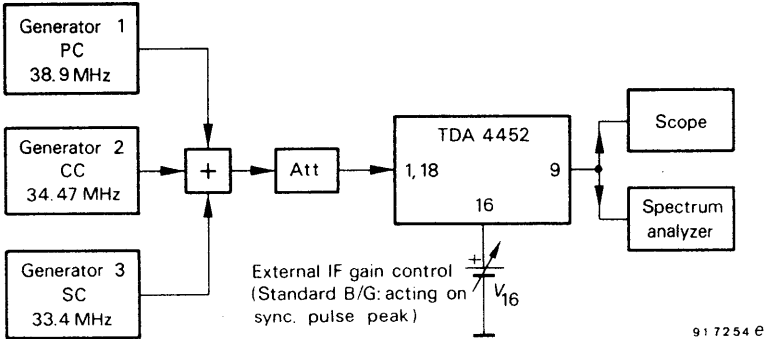 Generator 1
PC
38.9 MHz
Generator 2
CC
34.47 MHz
Generator 3
SC
33.4 MHz
+
Att
TDA 4452
1,18
9
16
Scope
Spectrum
analyzer
External IF gain control
(Standard B/G: acting on
sync. pulse peak)
+
V16
917254 e